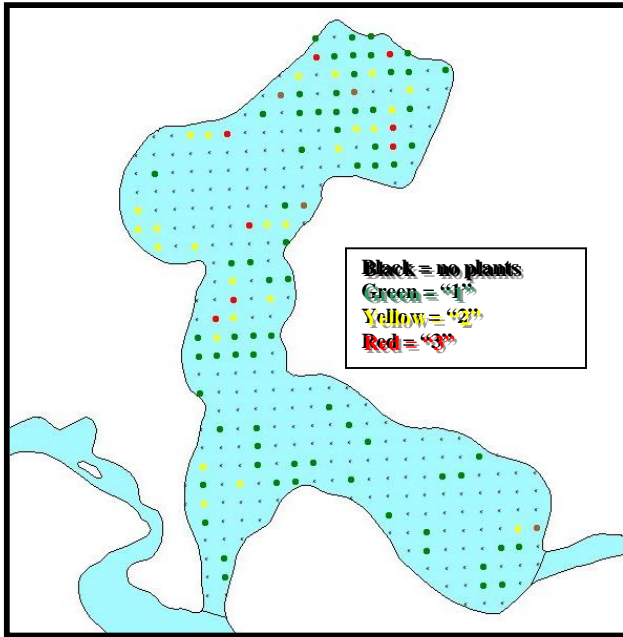 Black = no plants
Green = “1”
Yellow = “2”
Red = “3”